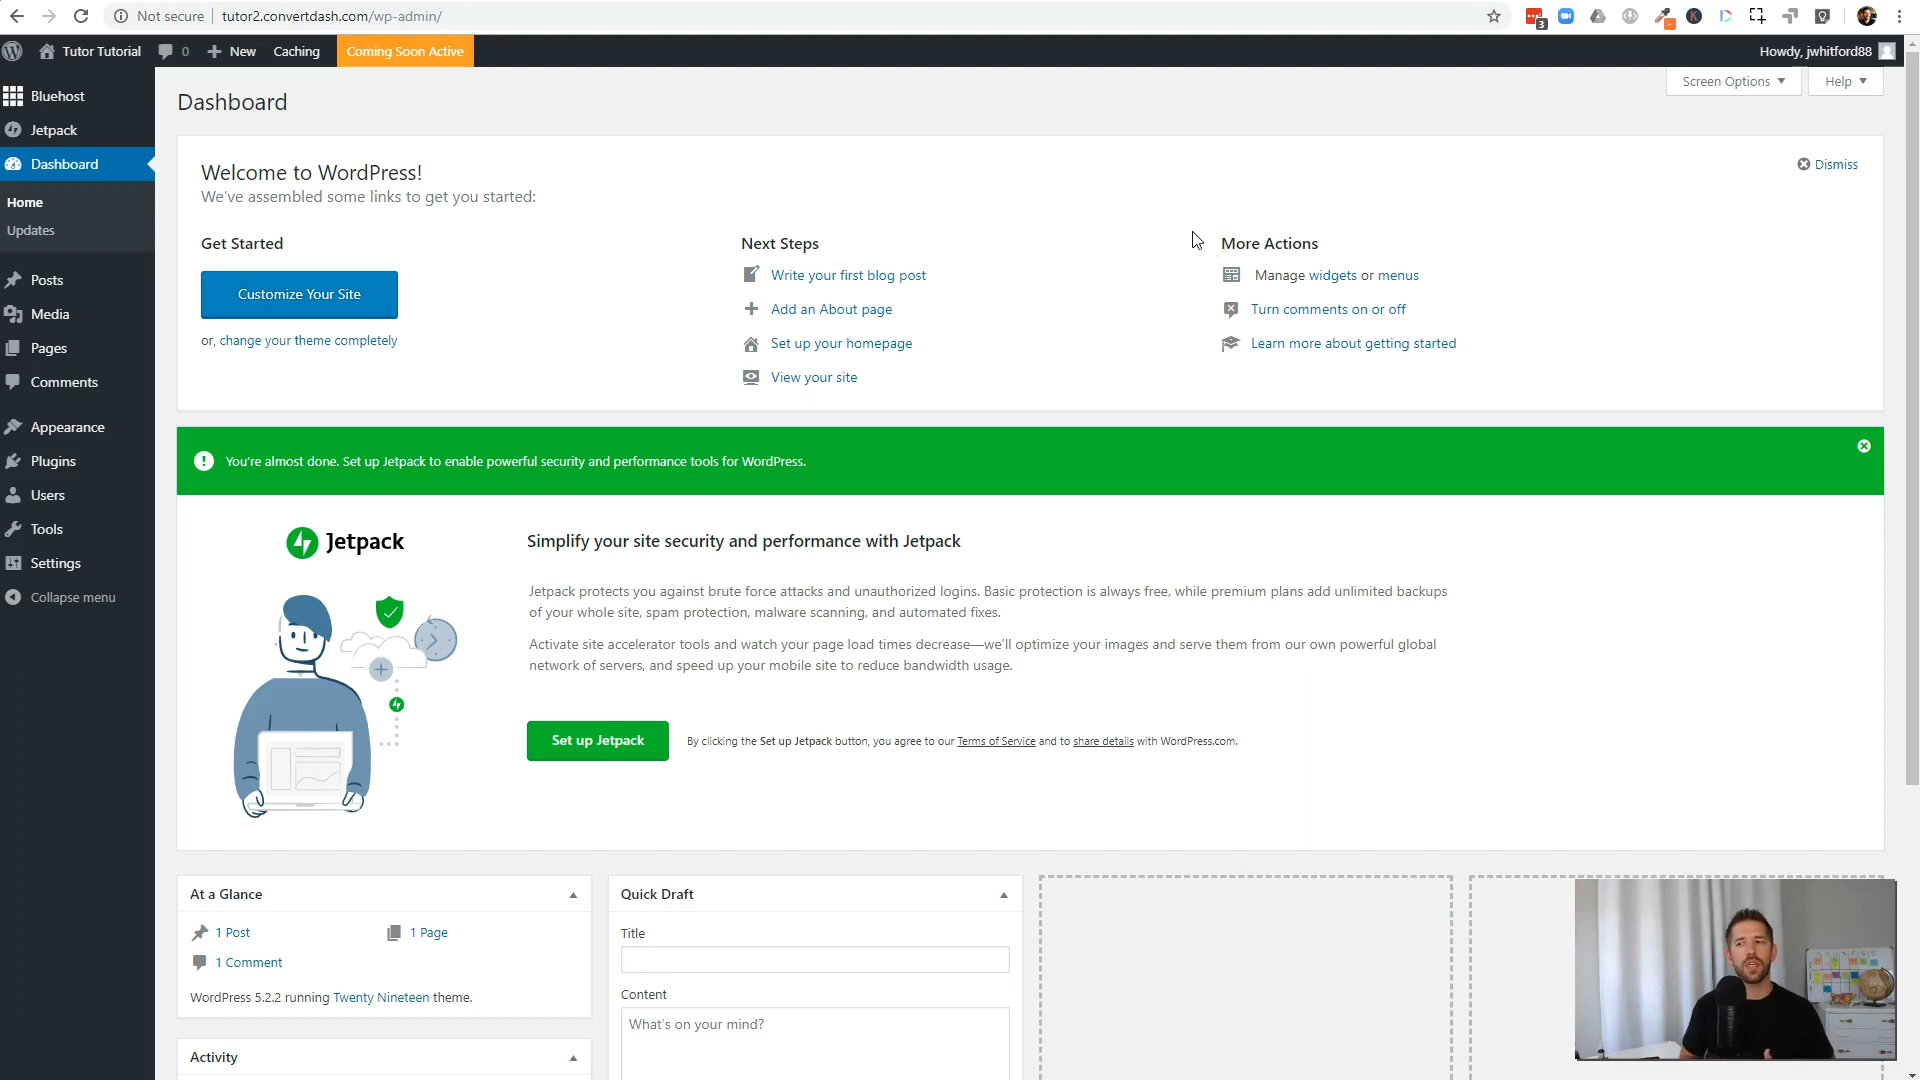 Not secure
tutor2.convertdash.com/wp-admin/
3
K
Tutor Tutorial
0
New
Caching
Coming Soon Active
Howdy, jwhitford88
Bluehost
Jetpack
Dashboard
Home
Updates
Posts
Media
Pages
Comments
Appearance
Plugins
Users
Tools
Settings
Collapse menu
Screen Options
Help
Dashboard
Welcome to WordPress!
We've assembled some links to get you started:
Dismiss
Get Started
Customize Your Site
or, change your theme completely
Next Steps
Write your first blog post
Add an About page
Set up your homepage
View your site
More Actions
Manage widgets or menus
Turn comments on or off
Learn more about getting started
You're almost done. Set up Jetpack to enable powerful security and performance tools for WordPress.
Jetpack
Simplify your site security and performance with Jetpack
Jetpack protects you against brute force attacks and unauthorized logins. Basic protection is always free, while premium plans add unlimited backups
of your whole site, spam protection, malware scanning, and automated fixes.
Activate site accelerator tools and watch your page load times decrease—we'll optimize your images and serve them from our own powerful global
network of servers, and speed up your mobile site to reduce bandwidth usage.
Set up Jetpack
By clicking the Set up Jetpack button, you agree to our Terms of Service and to share details with WordPress.com.
At a Glance
1 Post
1 Page
1 Comment
WordPress 5.2.2 running Twenty Nineteen theme.
Activity
Quick Draft
Title
Content
What's on your mind?